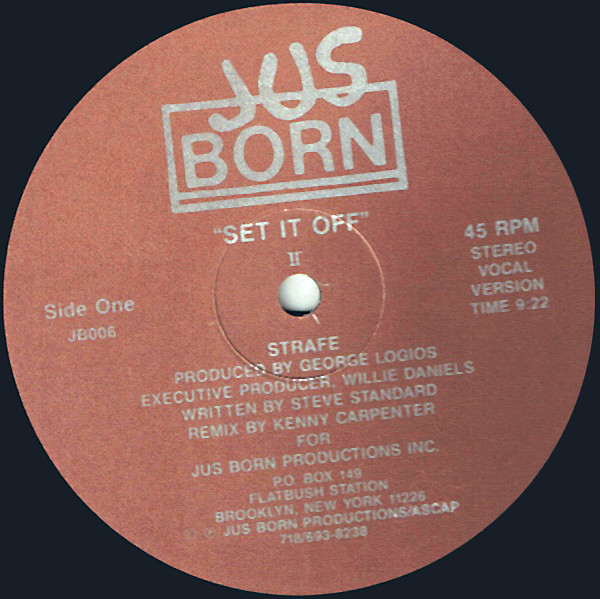 JUS
BORN
"SET IT OFF"
II
45 RPM
STEREO
VOCAL
VERSION
TIME 9:22
Side One
JB006
STRAFE
PRODUCED BY GEORGE LOGIOS
EXECUTIVE PRODUCER, WILLIE DANIELS
WRITTEN BY STEVE STANDARD
REMIX BY KENNY CARPENTER
FOR
JUS BORN PRODUCTIONS INC.
P.O. BOX 149
FLATBUSH STATION
BROOKLYN, NEW YORK 11226
© ℗ JUS BORN PRODUCTIONS/ASCAP
718/693-8238